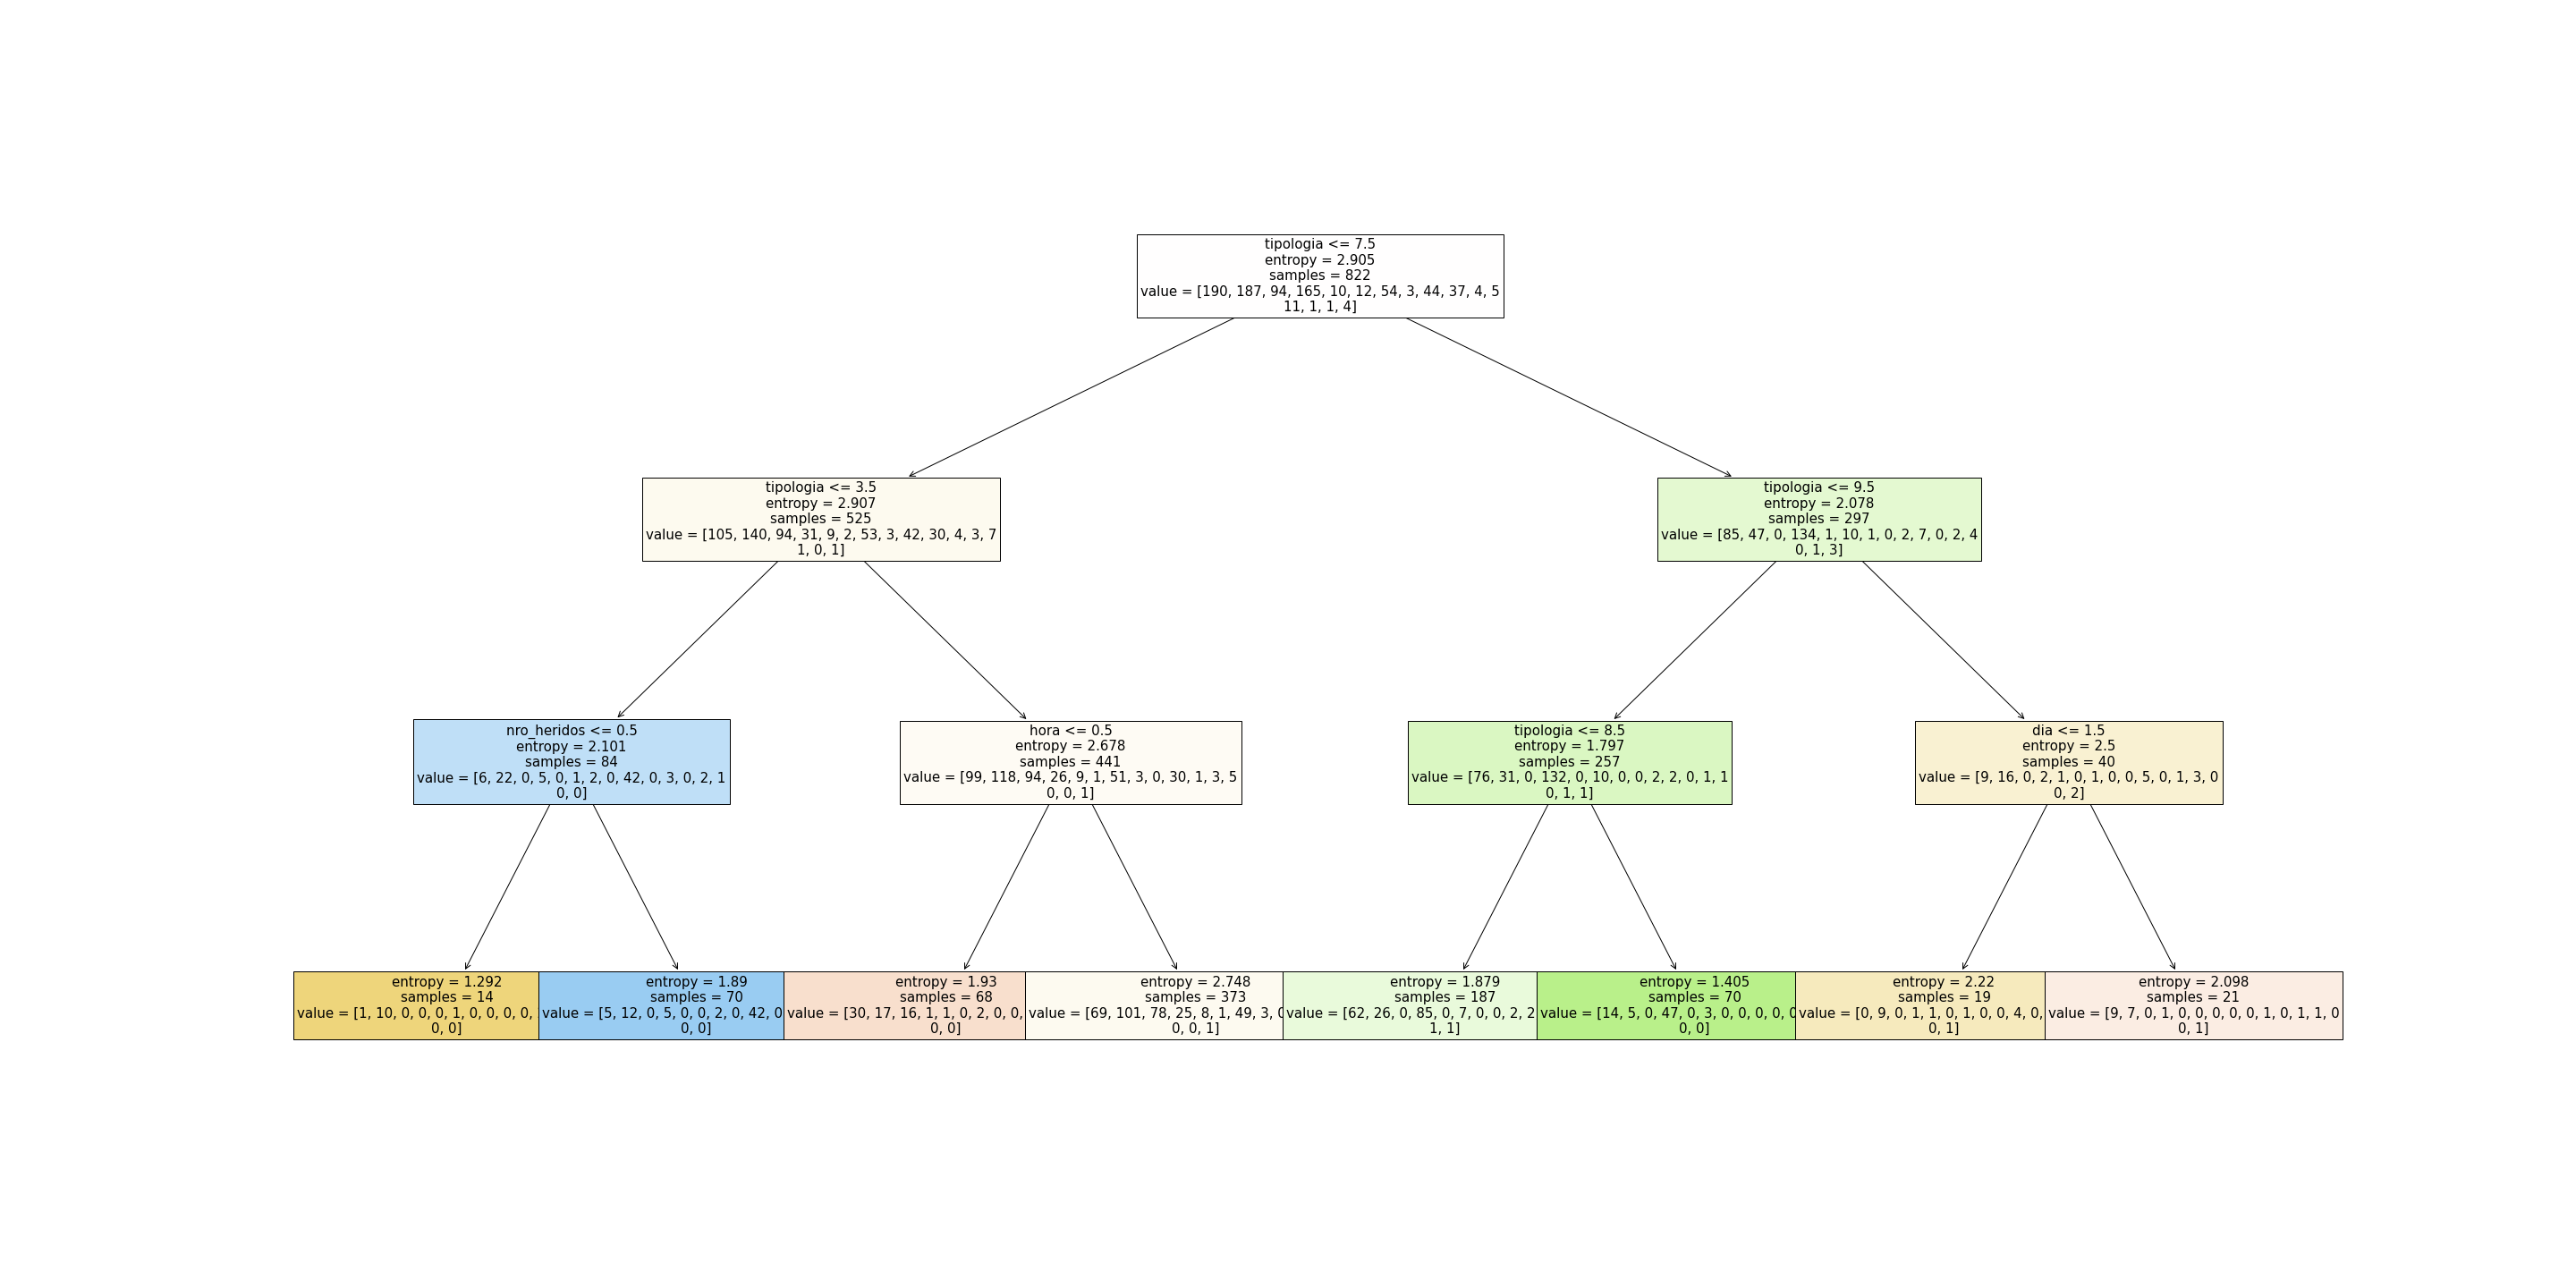 tipologia <= 7.5
entropy = 2.905
samples = 822
value = [190, 187, 94, 165, 10, 12, 54, 3, 44, 37, 4, 5
11, 1, 1, 4]
tipologia <= 3.5
entropy = 2.907
samples = 525
value = [105, 140, 94, 31, 9, 2, 53, 3, 42, 30, 4, 3, 7
1, 0, 1]
tipologia <= 9.5
entropy = 2.078
samples = 297
value = [85, 47, 0, 134, 1, 10, 1, 0, 2, 7, 0, 2, 4
0, 1, 3]
nro_heridos <= 0.5
entropy = 2.101
samples = 84
value = [6, 22, 0, 5, 0, 1, 2, 0, 42, 0, 3, 0, 2, 1
0, 0]
hora <= 0.5
entropy = 2.678
samples = 441
value = [99, 118, 94, 26, 9, 1, 51, 3, 0, 30, 1, 3, 5
0, 0, 1]
tipologia <= 8.5
entropy = 1.797
samples = 257
value = [76, 31, 0, 132, 0, 10, 0, 0, 2, 2, 0, 1, 1
0, 1, 1]
dia <= 1.5
entropy = 2.5
samples = 40
value = [9, 16, 0, 2, 1, 0, 1, 0, 0, 5, 0, 1, 3, 0
0, 2]
entropy = 1.292
samples = 14
value = [1, 10, 0, 0, 0, 1, 0, 0, 0, 0,
0, 0]
entropy = 1.89
samples = 70
value = [5, 12, 0, 5, 0, 0, 2, 0, 42, 0
0, 0]
entropy = 1.93
samples = 68
value = [30, 17, 16, 1, 1, 0, 2, 0, 0,
0, 0]
entropy = 2.748
samples = 373
value = [69, 101, 78, 25, 8, 1, 49, 3,
0, 0, 1]
entropy = 1.879
samples = 187
value = [62, 26, 0, 85, 0, 7, 0, 0, 2, 2
1, 1]
entropy = 1.405
samples = 70
value = [14, 5, 0, 47, 0, 3, 0, 0, 0, 0,
0, 0]
entropy = 2.22
samples = 19
value = [0, 9, 0, 1, 1, 0, 1, 0, 0, 4, 0,
0, 1]
entropy = 2.098
samples = 21
value = [9, 7, 0, 1, 0, 0, 0, 0, 0, 1, 0, 1, 1, 0
0, 1]